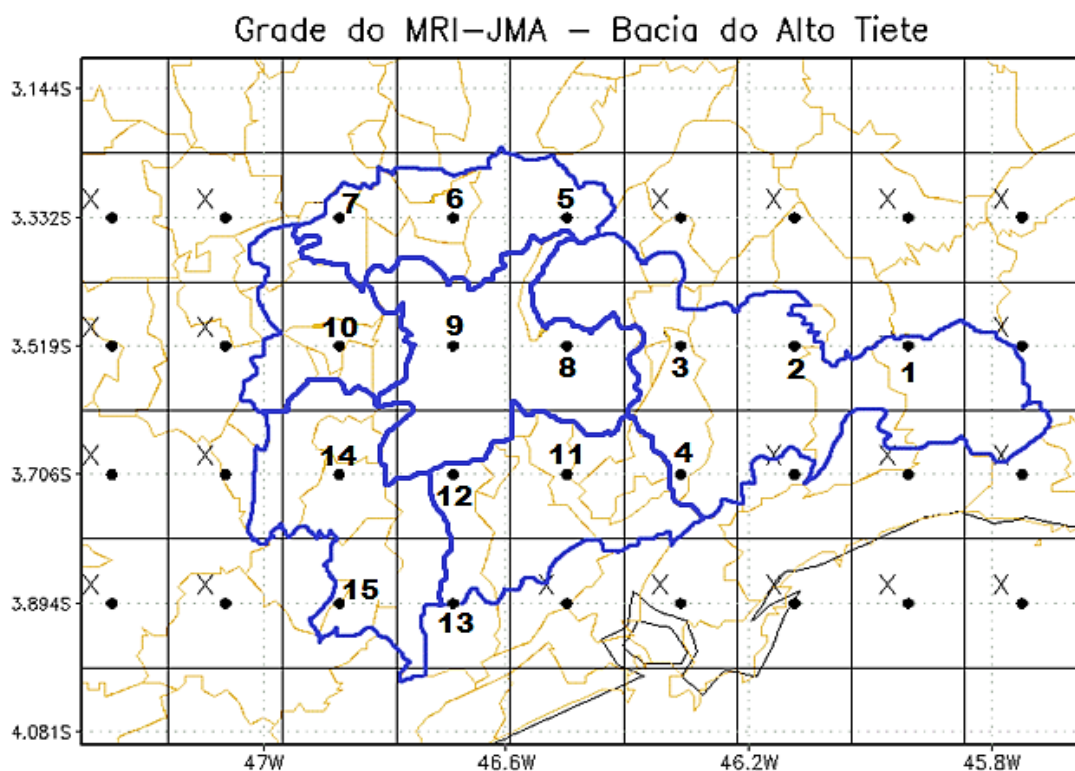 Grade do MRI-JMA - Bacia do Alto Tiete
3.144S
X X 7 6 5 X X X X
3.332S
X X 10 9 X
3.519S
8 3 2 1
X X 14 11 4 X X X
3.706S
12
X X 15 X X X X X
3.894S
13
4.081S
47W 46.6W 46.2W 45.8W